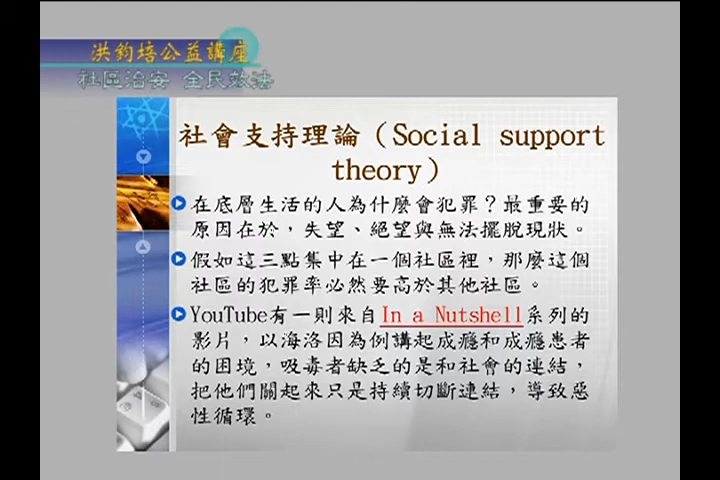 洪鈞培公益講座
社區治安 全民效法
社會支持理論（Social support
theory）
在底層生活的人為什麼會犯罪？最重要的
原因在於，失望、絕望與無法擺脫現狀。
假如這三點集中在一個社區裡，那麼這個
社區的犯罪率必然要高於其他社區。
YouTube有一則來自In a Nutshell系列的
影片，以海洛因為例講起成癮和成癮患者
的困境，吸毒者缺乏的是和社會的連結，
把他們關起來只是持續切斷連結，導致惡
性循環。